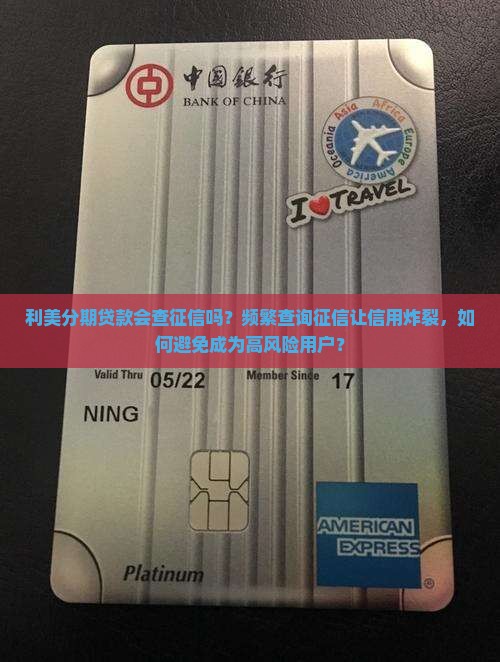 中國銀行
BANK OF CHINA
Oceania Asia Africa Europe America
I TRAVEL
利美分期贷款会查征信吗？频繁查询征信让信用炸裂，如
何避免成为高风险用户？
Valid Thru 05/22 Member Since 17
NING
AMERICAN
EXPRESS
®
Platinum